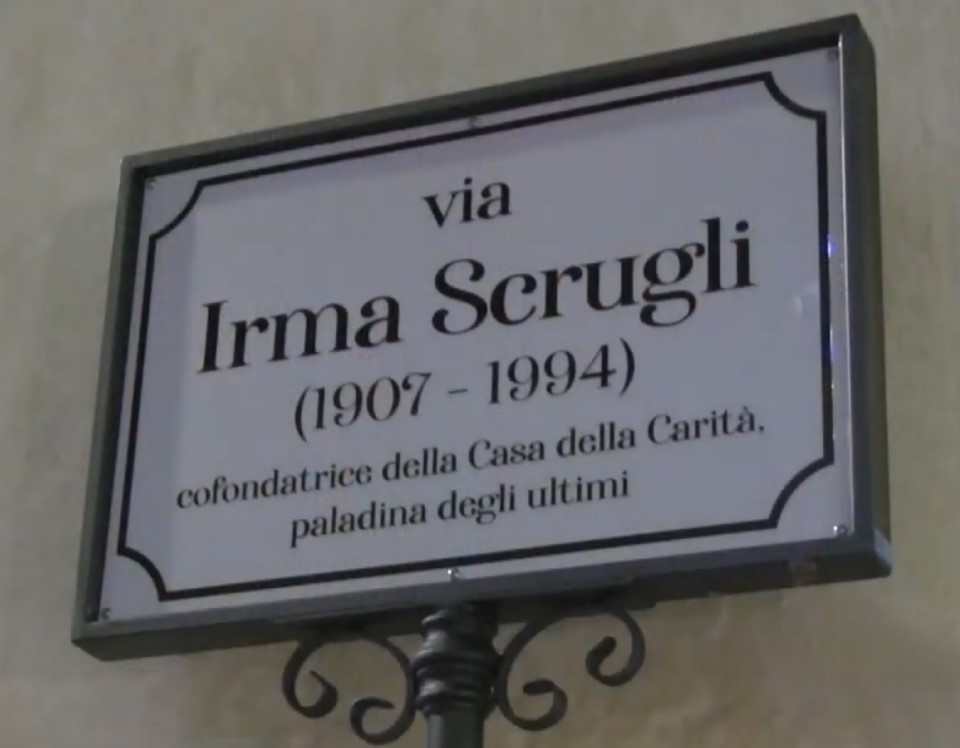 via
Irma Scrugli
(1907 - 1994)
cofondatrice della Casa della Carità,
paladina degli ultimi